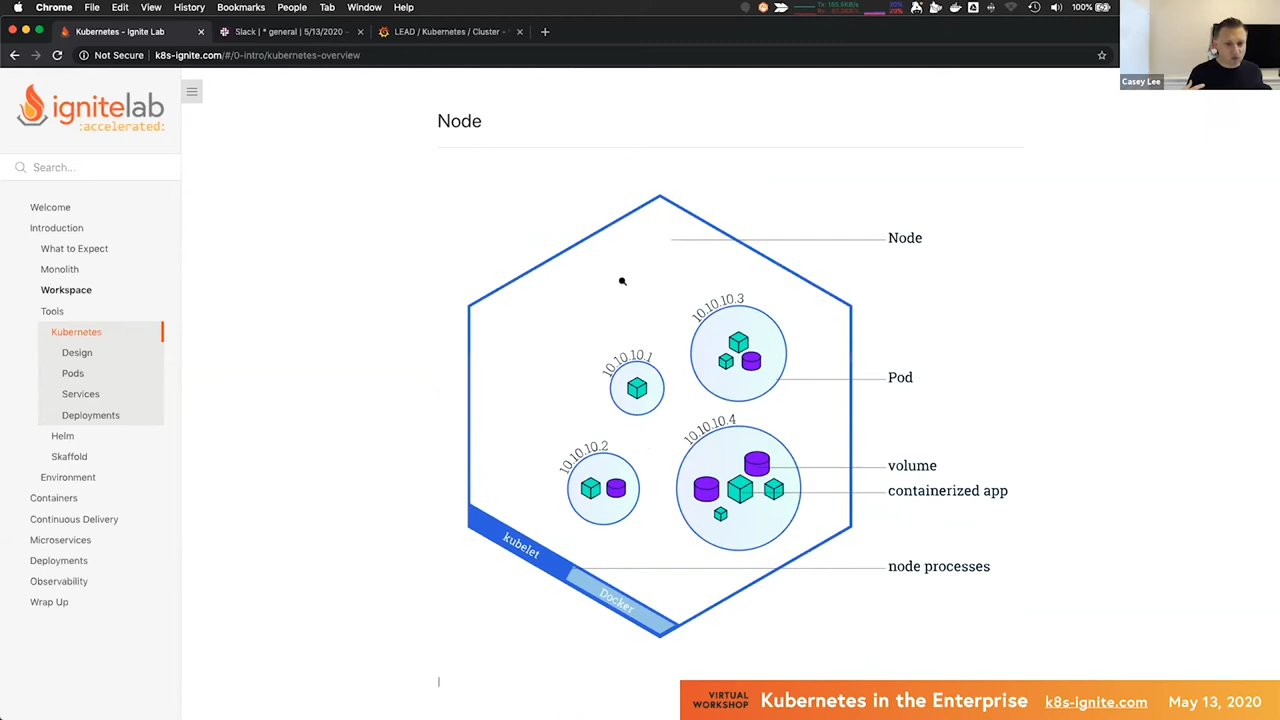 Chrome File Edit View History Bookmarks People Tab Window Help
100%
Kubernetes - Ignite Lab
Slack | * general | 5/13/2020 -
LEAD / Kubernetes / Cluster -
Not Secure | k8s-ignite.com/#/0-intro/kubernetes-overview
Casey Lee
ignitelab
:accelerated:
Search...
Welcome
Introduction
What to Expect
Monolith
Workspace
Tools
Kubernetes
Design
Pods
Services
Deployments
Helm
Skaffold
Environment
Containers
Continuous Delivery
Microservices
Deployments
Observability
Wrap Up
Node
Node
10.10.10.3
10.10.10.1
Pod
10.10.10.4
10.10.10.2
volume
containerized app
kubelet
node processes
Docker
VIRTUAL
WORKSHOP
Kubernetes in the Enterprise k8s-ignite.com May 13, 2020